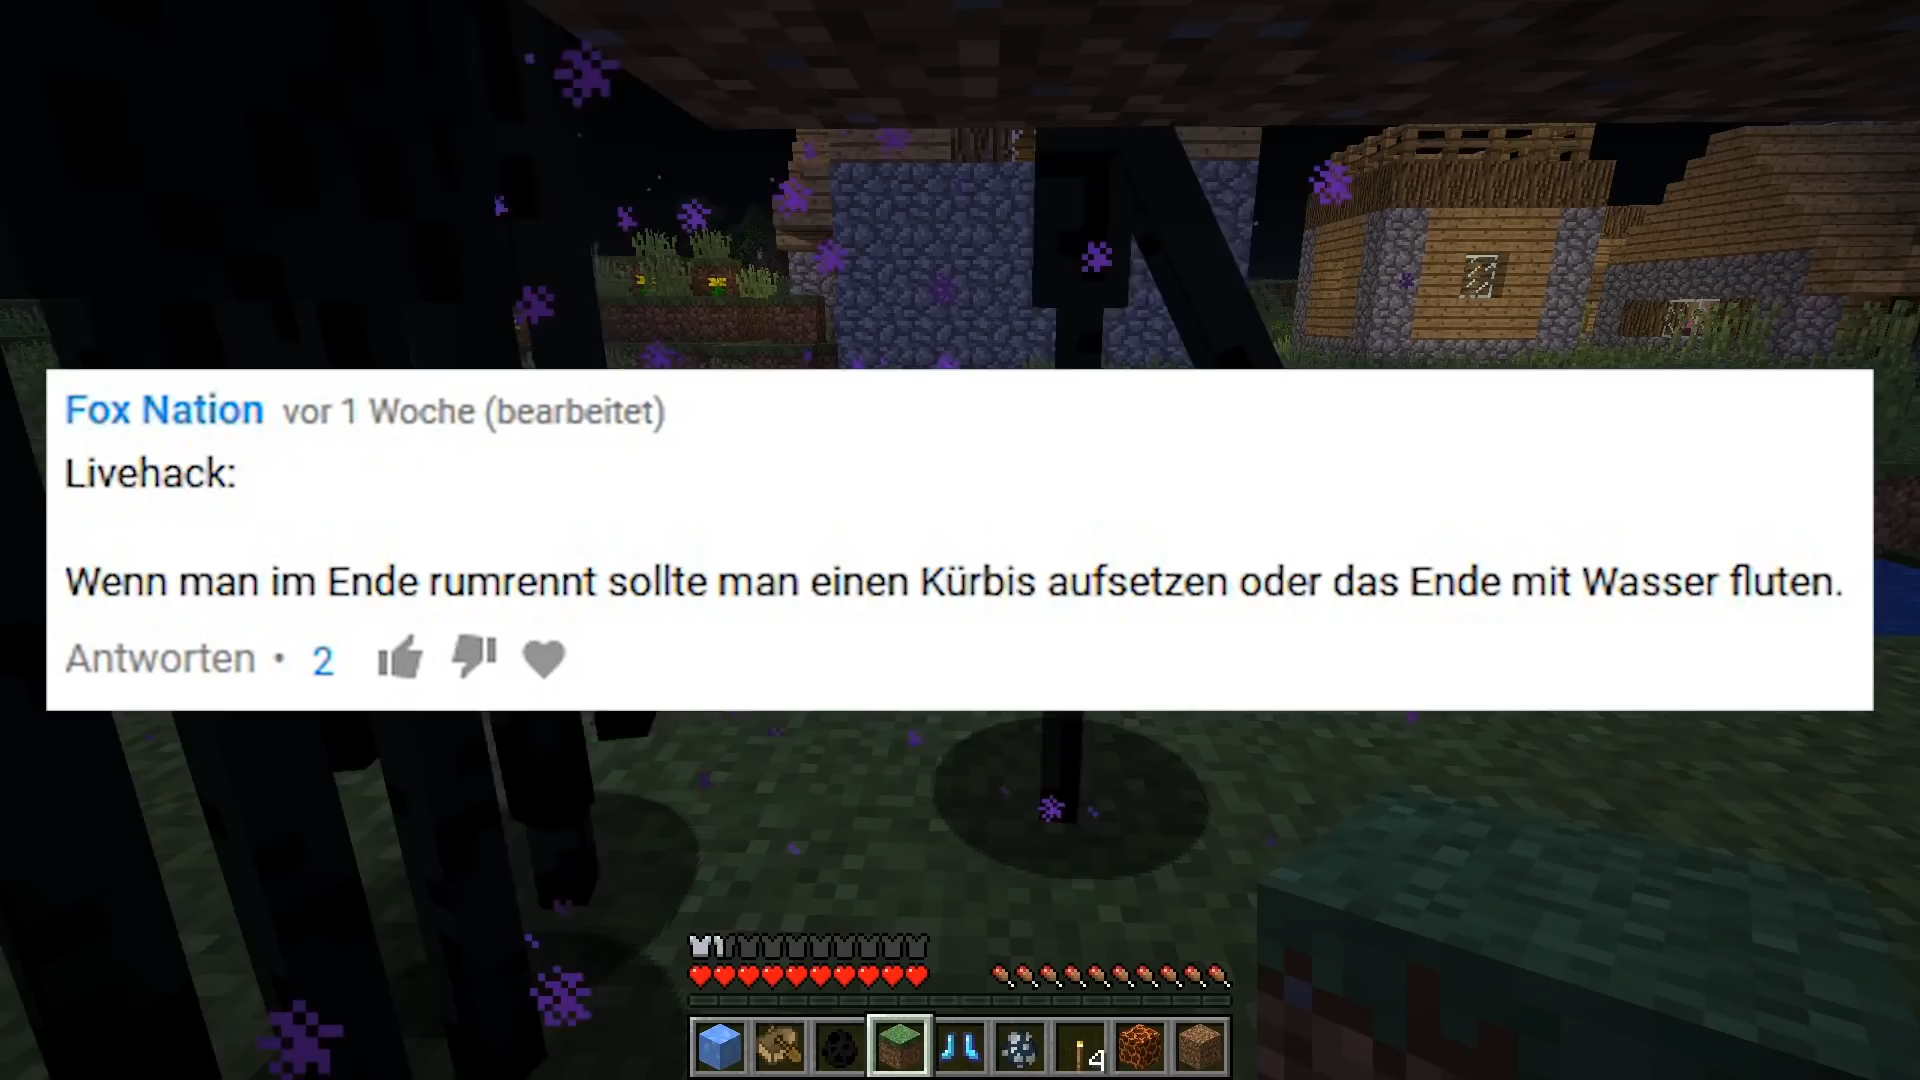 Fox Nation vor 1 Woche (bearbeitet)
Livehack:
Wenn man im Ende rumrennt sollte man einen Kürbis aufsetzen oder das Ende mit Wasser fluten.
Antworten • 2
4